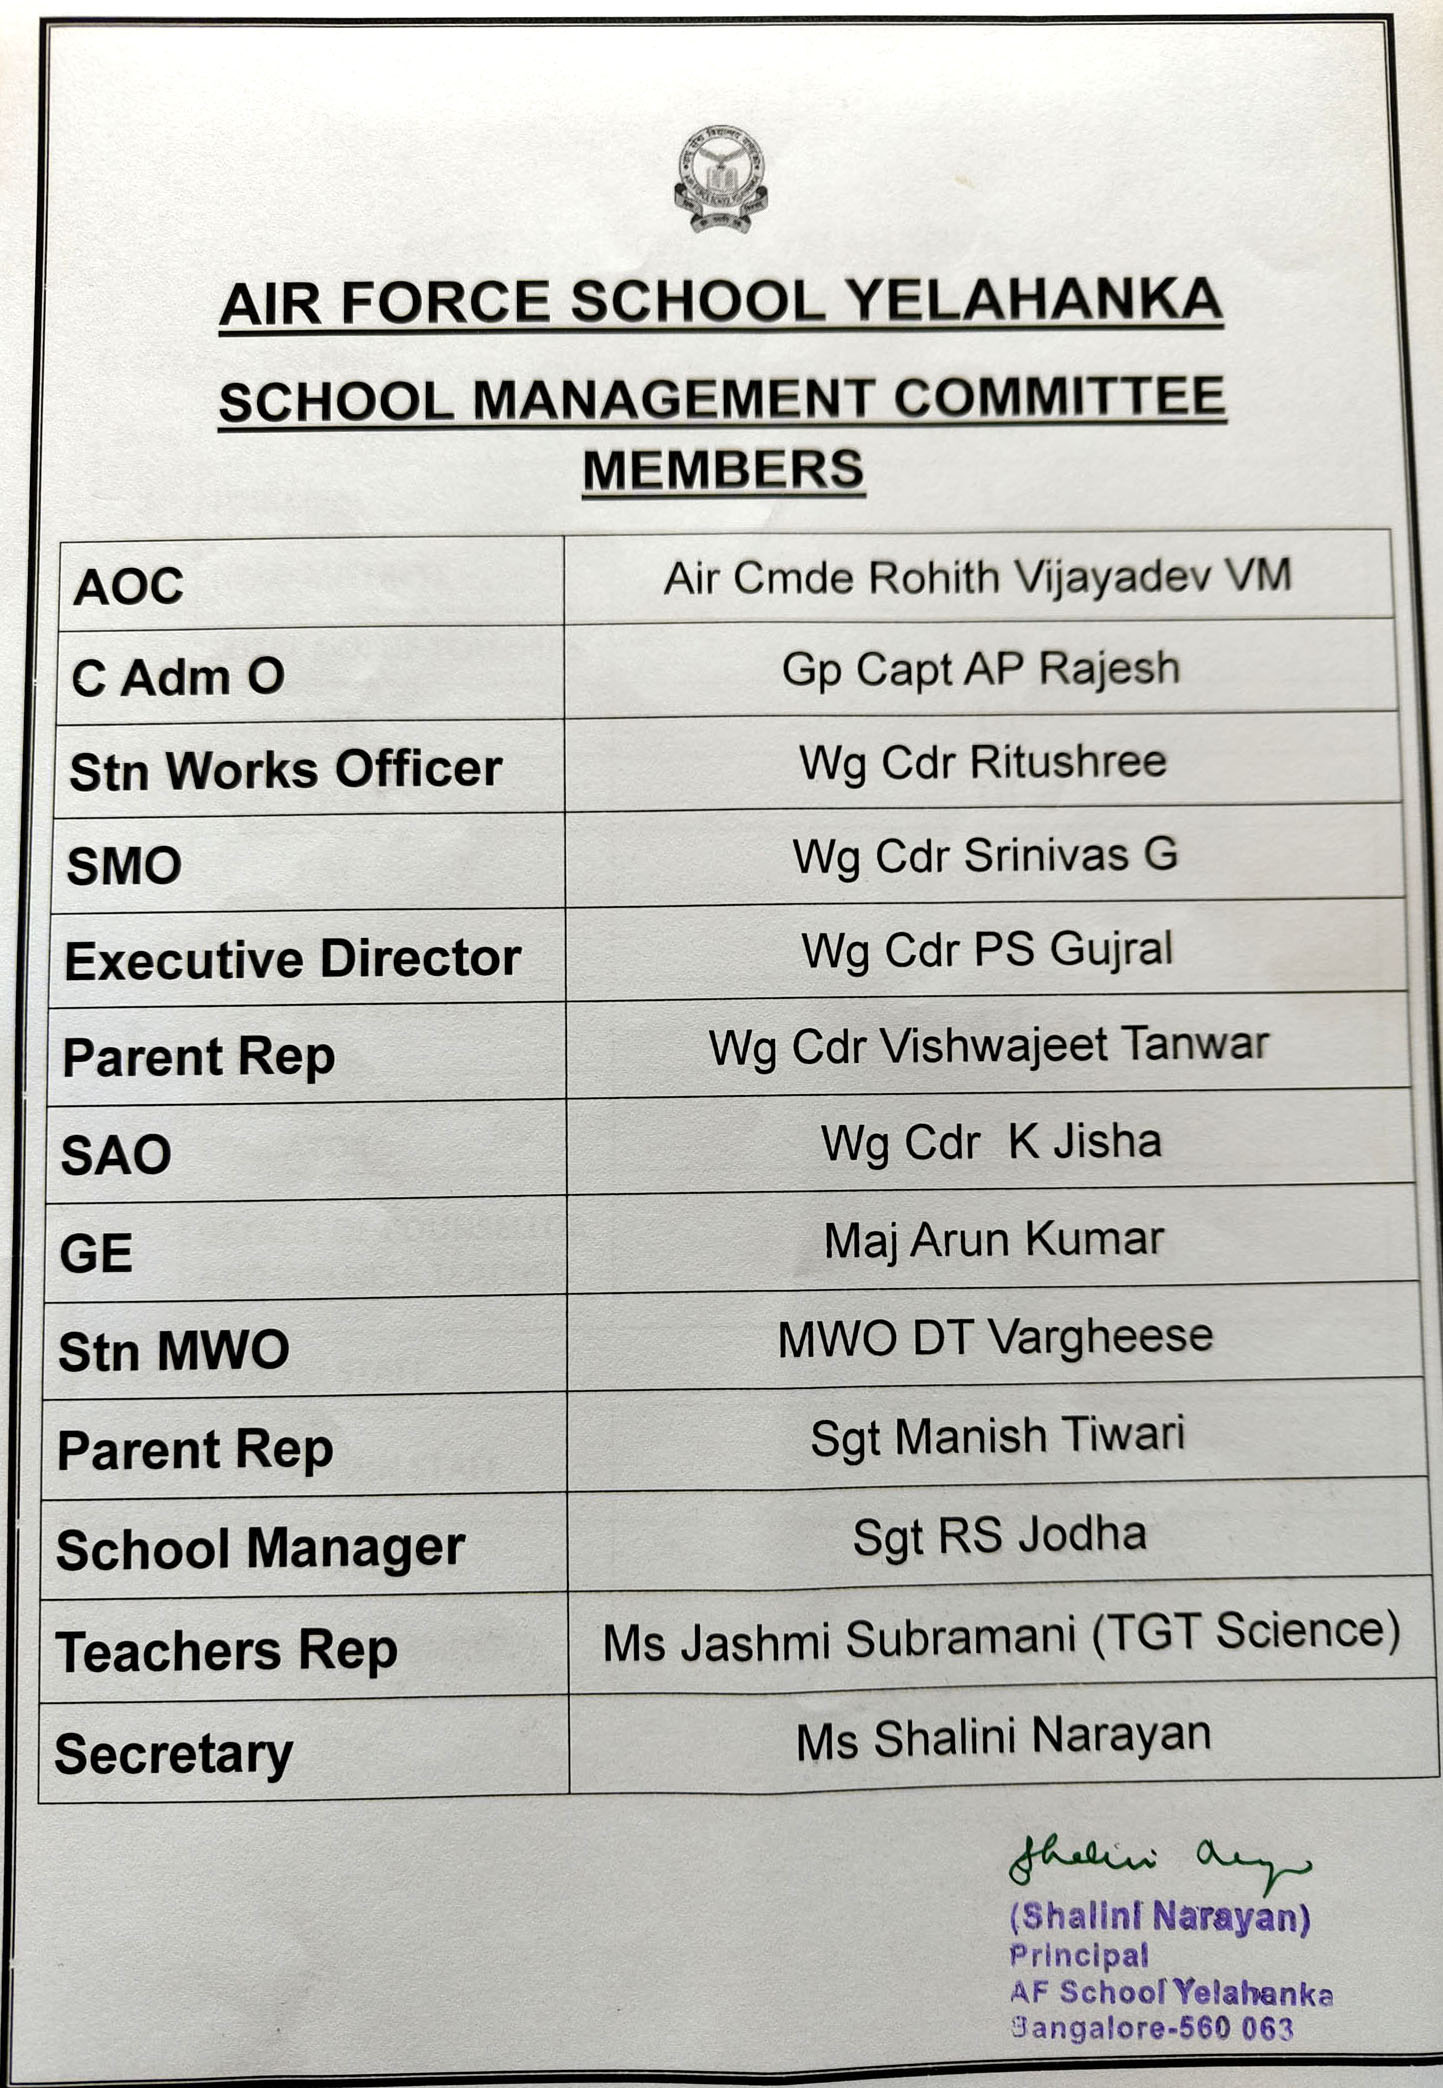 AIR FORCE SCHOOL YELAHANKA
SCHOOL MANAGEMENT COMMITTEE
MEMBERS
AOC Air Cmde Rohith Vijayadev VM
C Adm O Gp Capt AP Rajesh
Stn Works Officer Wg Cdr Ritushree
SMO Wg Cdr Srinivas G
Executive Director Wg Cdr PS Gujral
Parent Rep Wg Cdr Vishwajeet Tanwar
SAO Wg Cdr K Jisha
GE Maj Arun Kumar
Stn MWO MWO DT Vargheese
Parent Rep Sgt Manish Tiwari
School Manager Sgt RS Jodha
Teachers Rep Ms Jashmi Subramani (TGT Science)
Secretary Ms Shalini Narayan
Shalini
(Shalini Narayan)
Principal
AF School Yelahanka
Bangalore-560 063